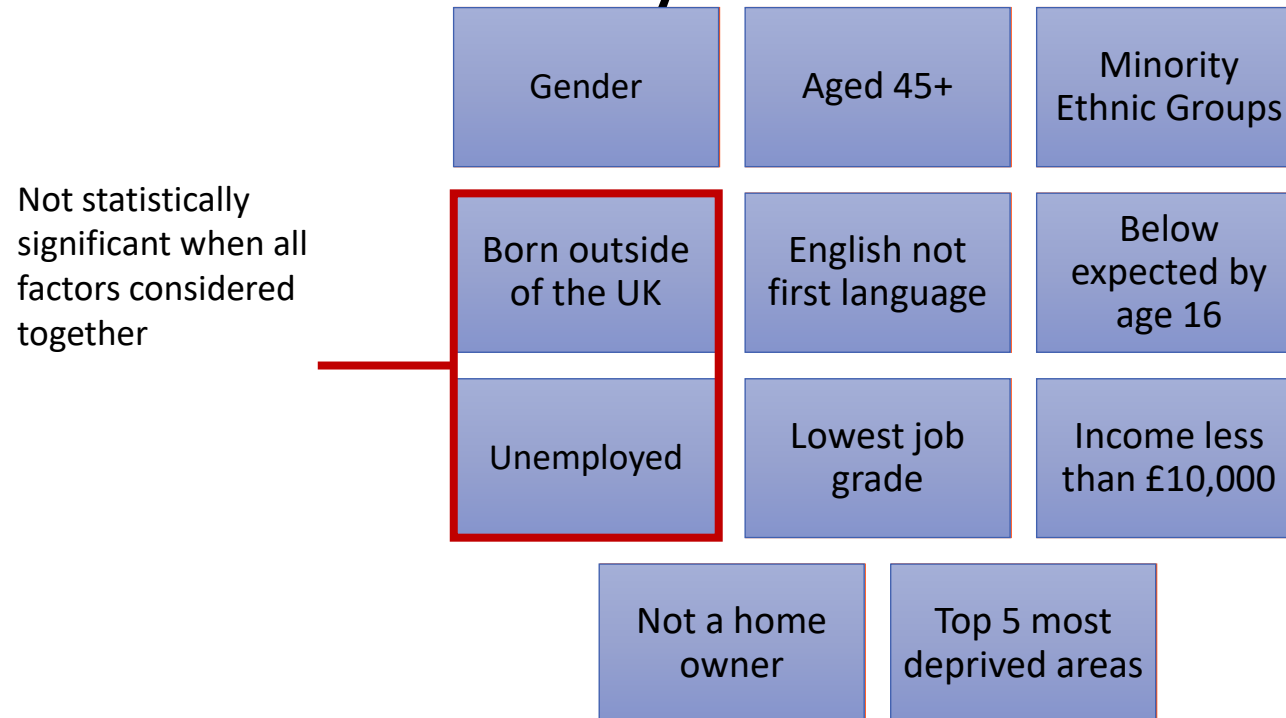 Gender
Aged 45+
Minority
Ethnic Groups
Not statistically
significant when all
factors considered
together
Born outside
of the UK
English not
first language
Below
expected by
age 16
Unemployed
Lowest job
grade
Income less
than £10,000
Not a home
owner
Top 5 most
deprived areas